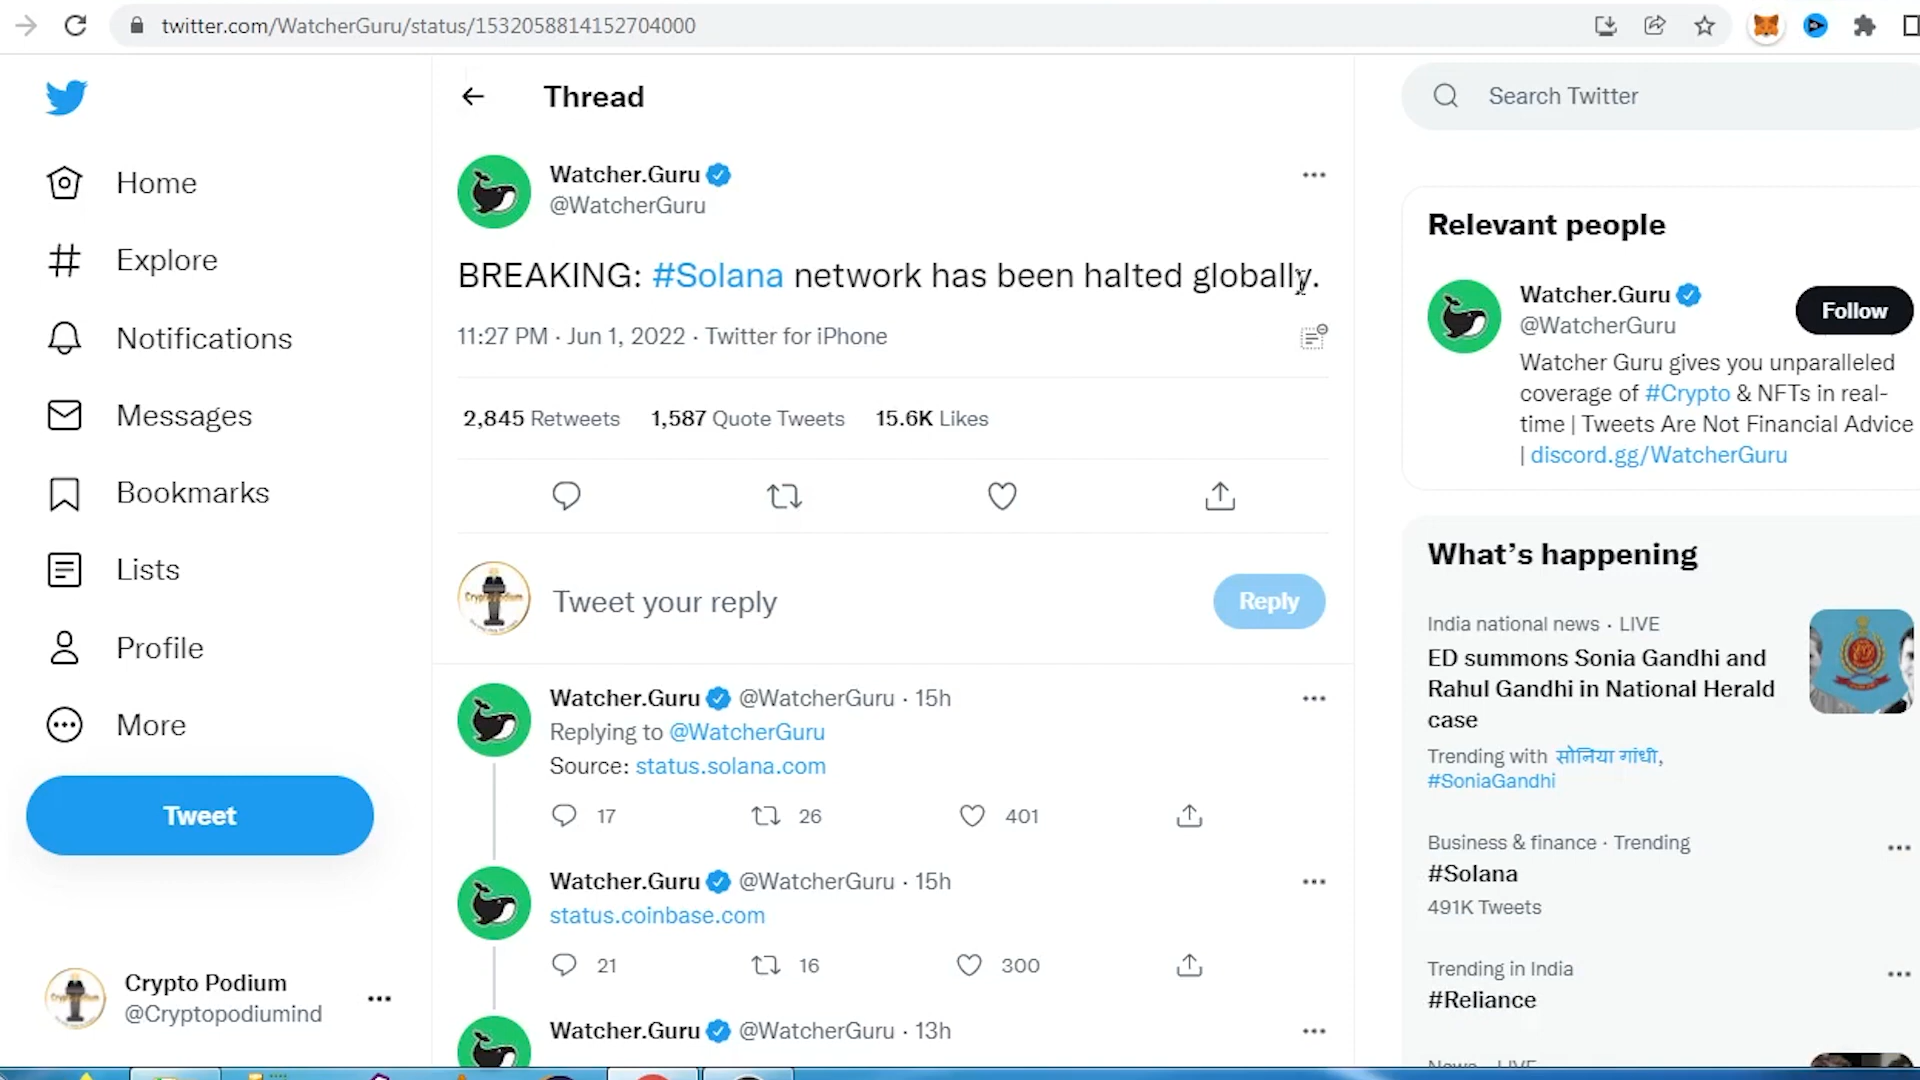 twitter.com/WatcherGuru/status/1532058814152704000
Home
Explore
Notifications
Messages
Bookmarks
Lists
Profile
More
Tweet
Crypto Podium
@Cryptopodiumind
Thread
Watcher.Guru
@WatcherGuru
BREAKING: #Solana network has been halted globally.
11:27 PM · Jun 1, 2022 · Twitter for iPhone
2,845 Retweets 1,587 Quote Tweets 15.6K Likes
Tweet your reply
Reply
Watcher.Guru @WatcherGuru · 15h
Replying to @WatcherGuru
Source: status.solana.com
17 26 401
Watcher.Guru @WatcherGuru · 15h
status.coinbase.com
21 16 300
Watcher.Guru @WatcherGuru · 13h
Search Twitter
Relevant people
Watcher.Guru
@WatcherGuru
Follow
Watcher Guru gives you unparalleled
coverage of #Crypto & NFTs in real-
time | Tweets Are Not Financial Advice
| discord.gg/WatcherGuru
What's happening
India national news · LIVE
ED summons Sonia Gandhi and
Rahul Gandhi in National Herald
case
Trending with सोनिया गांधी,
#SoniaGandhi
Business & finance · Trending
#Solana
491K Tweets
Trending in India
#Reliance